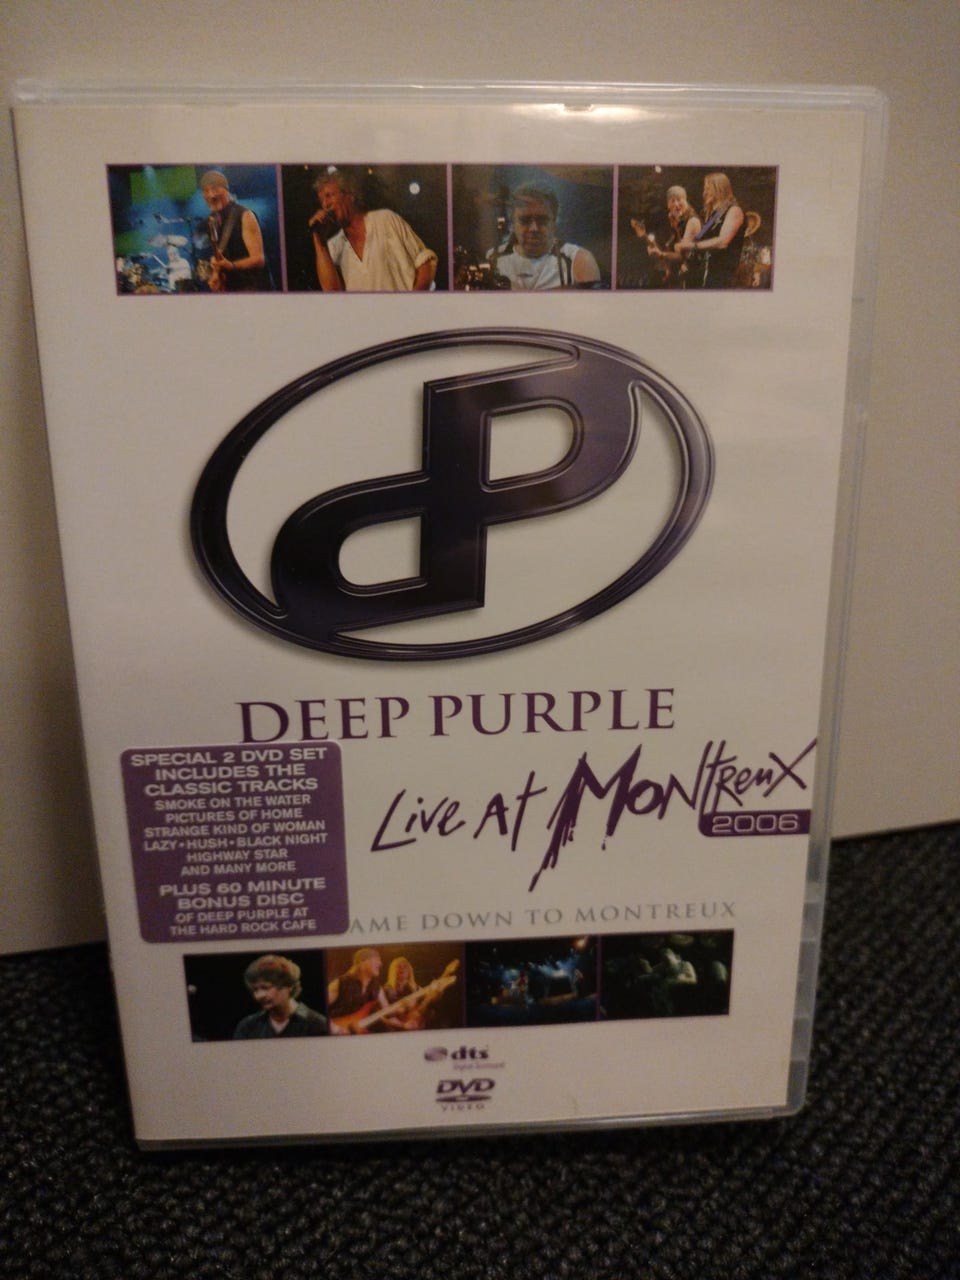 DEEP PURPLE
Live At Montreux
2006
SPECIAL 2 DVD SET
INCLUDES THE
CLASSIC TRACKS
SMOKE ON THE WATER
PICTURES OF HOME
STRANGE KIND OF WOMAN
LAZY•HUSH•BLACK NIGHT
HIGHWAY STAR
AND MANY MORE
PLUS 60 MINUTE
BONUS DISC
OF DEEP PURPLE AT
THE HARD ROCK CAFE
AME DOWN TO MONTREUX
dts
DVD
VIDEO